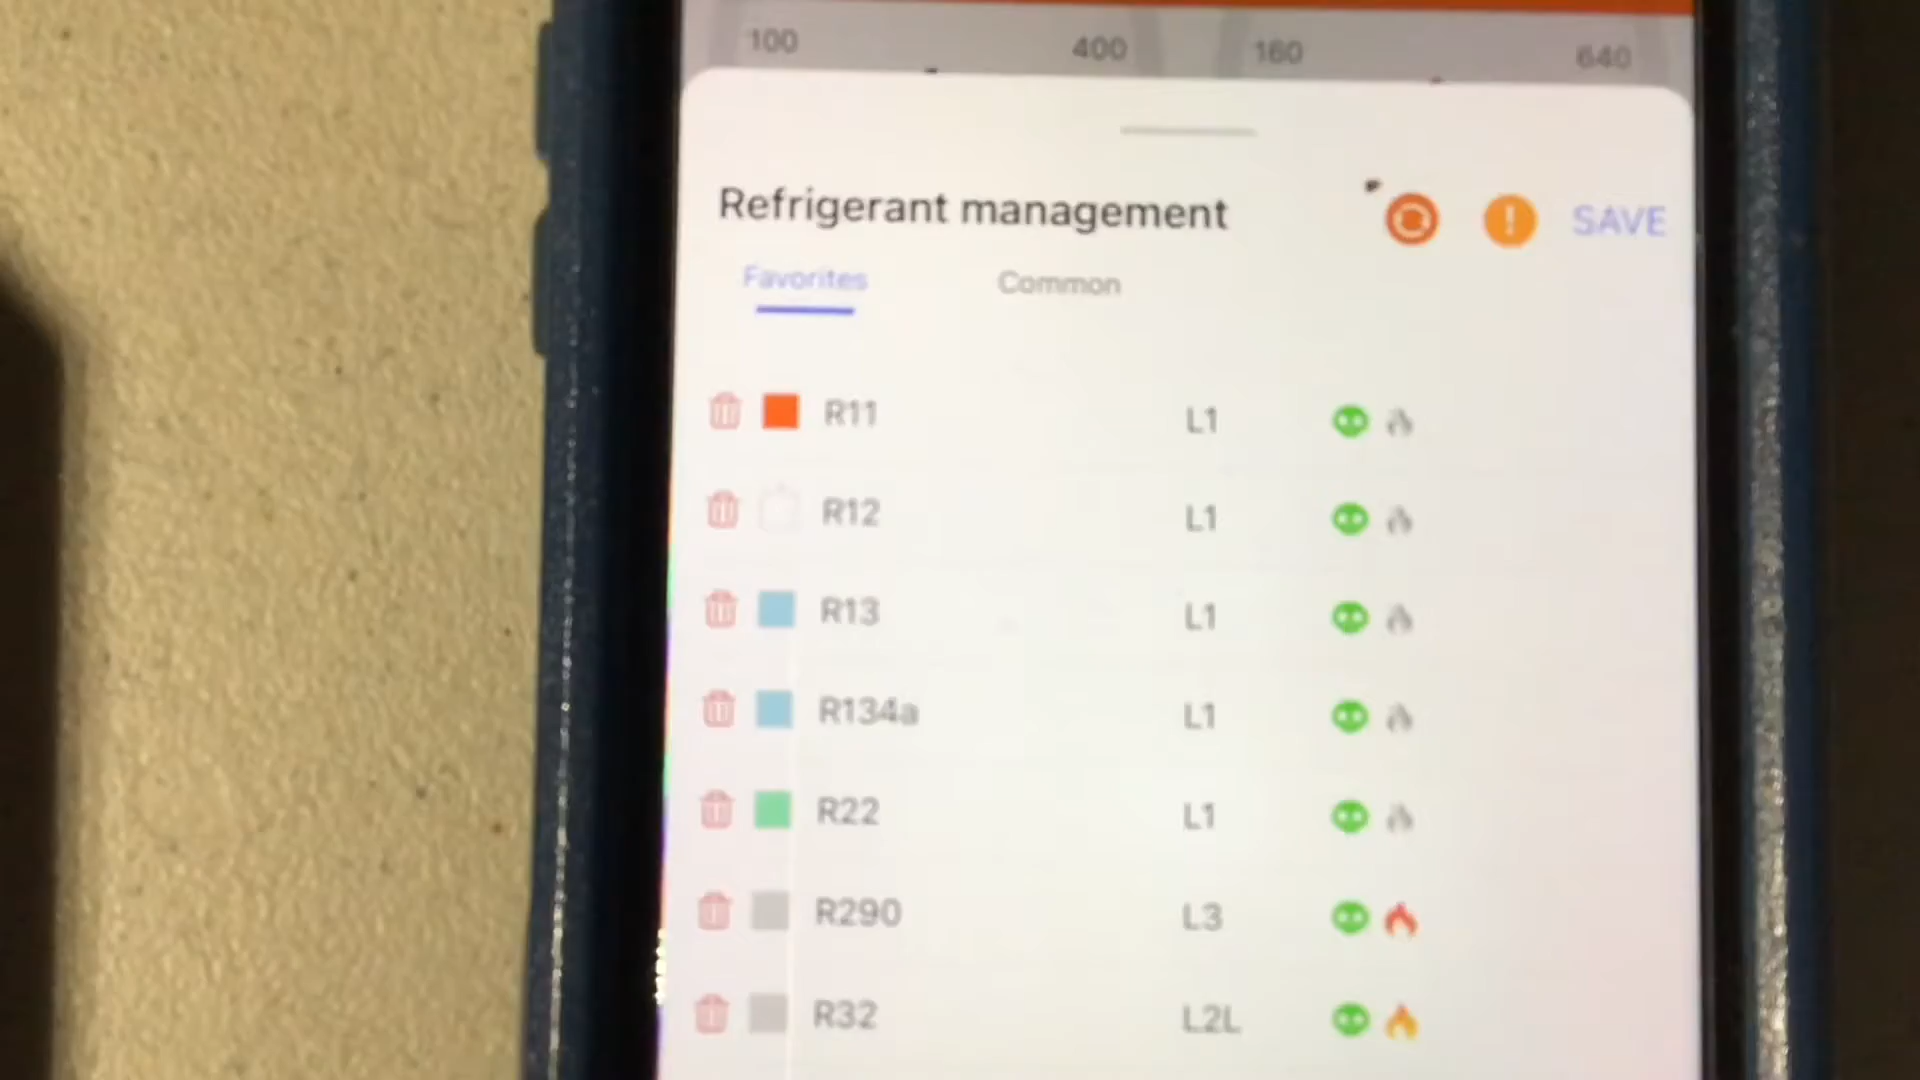 100 400 160 640
Refrigerant management SAVE
Favorites Common
R11 L1
R12 L1
R13 L1
R134a L1
R22 L1
R290 L3
R32 L2L